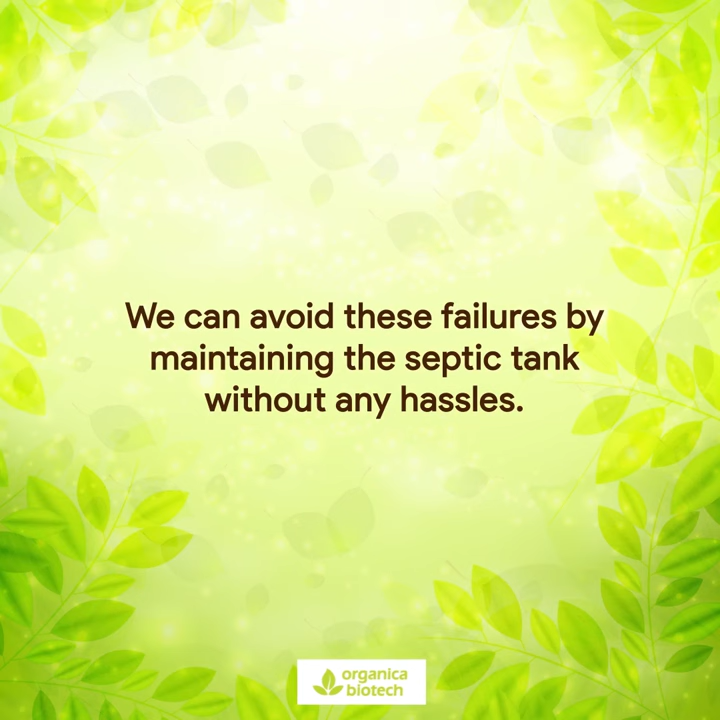 We can avoid these failures by
maintaining the septic tank
without any hassles.
organica
biotech